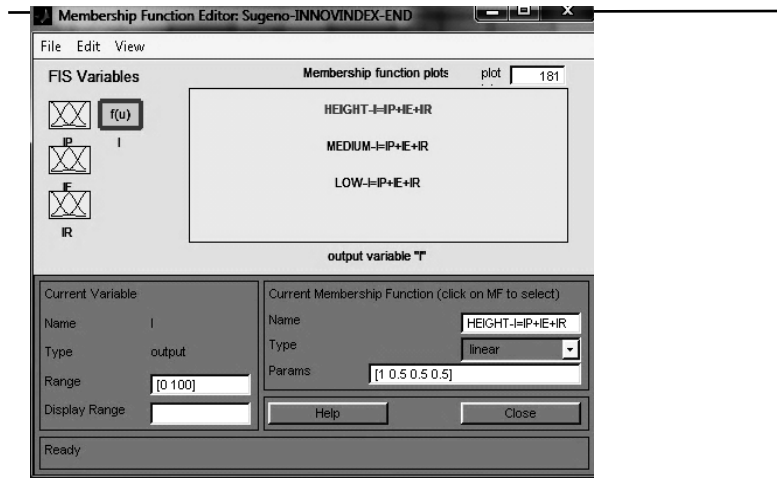 Membership Function Editor: Sugeno-INNOVINDEX-END
File Edit View
FIS Variables
Membership function plots
plot
181
f(u)
IP
I
IE
IR
HEIGHT-I=IP+IE+IR
MEDIUM-I=IP+IE+IR
LOW-I=IP+IE+IR
output variable "I"
Current Variable
Name I
Type output
Range [0 100]
Display Range
Current Membership Function (click on MF to select)
Name HEIGHT-I=IP+IE+IR
Type linear
Params [1 0.5 0.5 0.5]
Help
Close
Ready